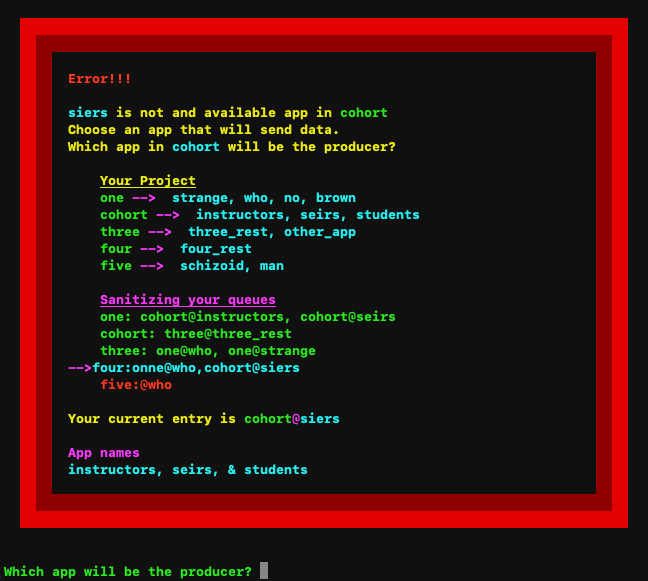 Error!!!
siers is not and available app in cohort
Choose an app that will send data.
Which app in cohort will be the producer?
Your Project
one -->  strange, who, no, brown
cohort -->  instructors, seirs, students
three -->  three_rest, other_app
four -->  four_rest
five -->  schizoid, man
Sanitizing your queues
one: cohort@instructors, cohort@seirs
cohort: three@three_rest
three: one@who, one@strange
-->four:onne@who,cohort@siers
five:@who
Your current entry is cohort@siers
App names
instructors, seirs, & students
Which app will be the producer?